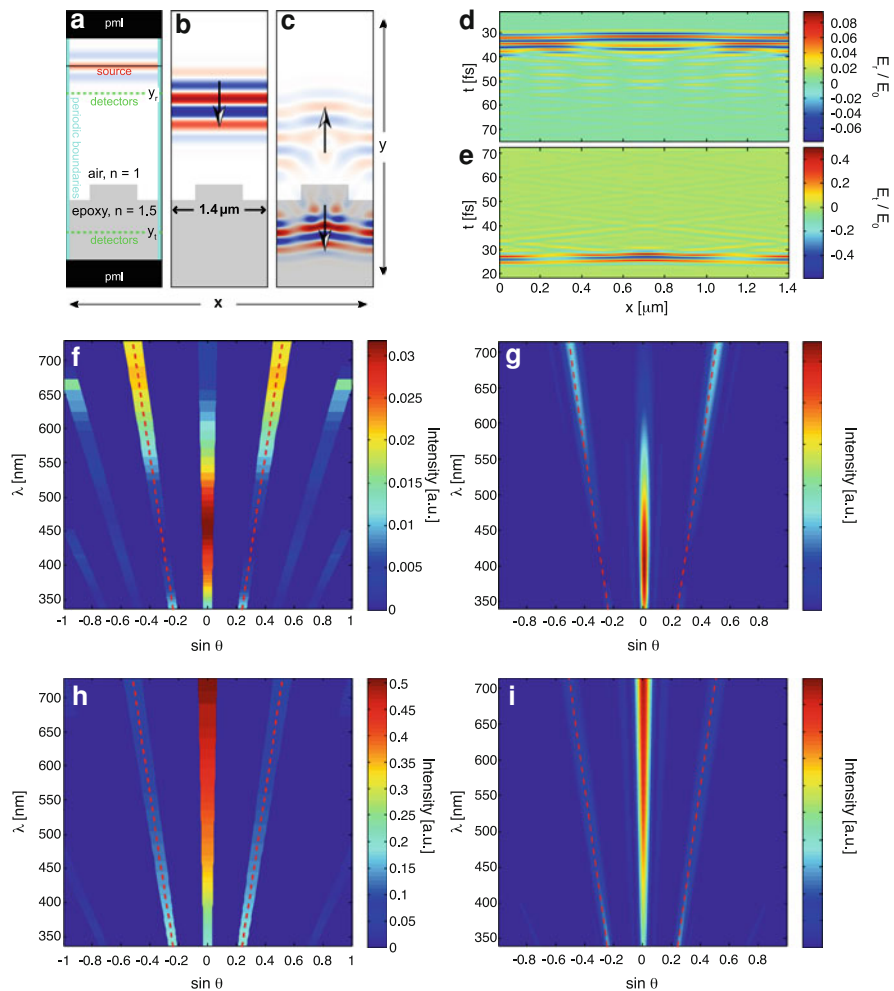 a
b
c
pml
source
detectors
y_r
periodic boundaries
air, n = 1
epoxy, n = 1.5
detectors
y_t
pml
1.4 μm
y
x
d
t [fs]
30
40
50
60
70
0.08
0.04
0
-0.02
-0.06
E_r / E_0
e
t [fs]
70
60
50
40
30
20
0 0.2 0.4 0.6 0.8 1.0 1.2 1.4
x [μm]
0.4
0.2
0
-0.2
-0.4
E_t / E_0
f
λ [nm]
700
650
600
550
500
450
400
350
-1 -0.8 -0.6 -0.4 -0.2 0 0.2 0.4 0.6 0.8 1
sin θ
0.03
0.025
0.02
0.015
0.01
0.005
0
Intensity [a.u.]
g
λ [nm]
700
650
600
550
500
450
400
350
-0.8 -0.6 -0.4 -0.2 0 0.2 0.4 0.6 0.8
sin θ
Intensity [a.u.]
h
λ [nm]
700
650
600
550
500
450
400
350
-1 -0.8 -0.6 -0.4 -0.2 0 0.2 0.4 0.6 0.8 1
sin θ
0.5
0.45
0.4
0.35
0.3
0.25
0.2
0.15
0.1
0.05
0
Intensity [a.u.]
i
λ [nm]
700
650
600
550
500
450
400
350
-0.8 -0.6 -0.4 -0.2 0 0.2 0.4 0.6 0.8
sin θ
Intensity [a.u.]